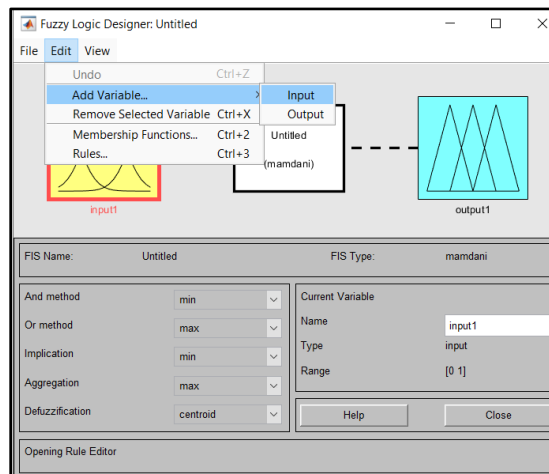 Fuzzy Logic Designer: Untitled
File Edit View
Undo Ctrl+Z
Add Variable... Input
Output
Remove Selected Variable Ctrl+X
Membership Functions... Ctrl+2
Rules... Ctrl+3
Untitled
(mamdani)
input1
output1
FIS Name: Untitled FIS Type: mamdani
And method min
Or method max
Implication min
Aggregation max
Defuzzification centroid
Current Variable
Name input1
Type input
Range [0 1]
Help Close
Opening Rule Editor